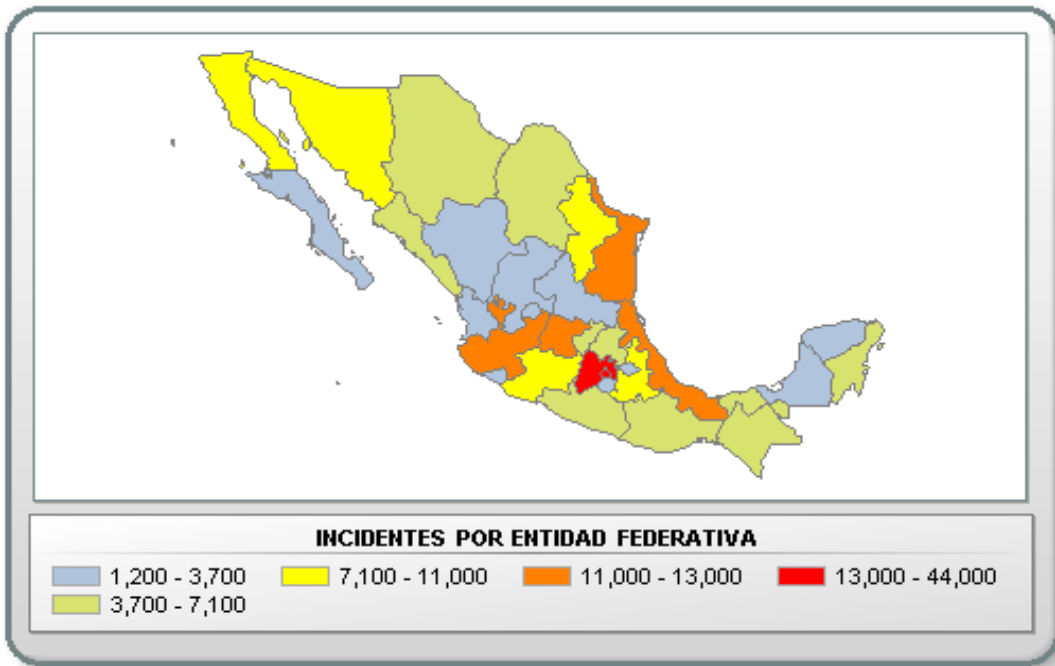 INCIDENTES POR ENTIDAD FEDERATIVA
1,200 - 3,700 7,100 - 11,000 11,000 - 13,000 13,000 - 44,000
3,700 - 7,100